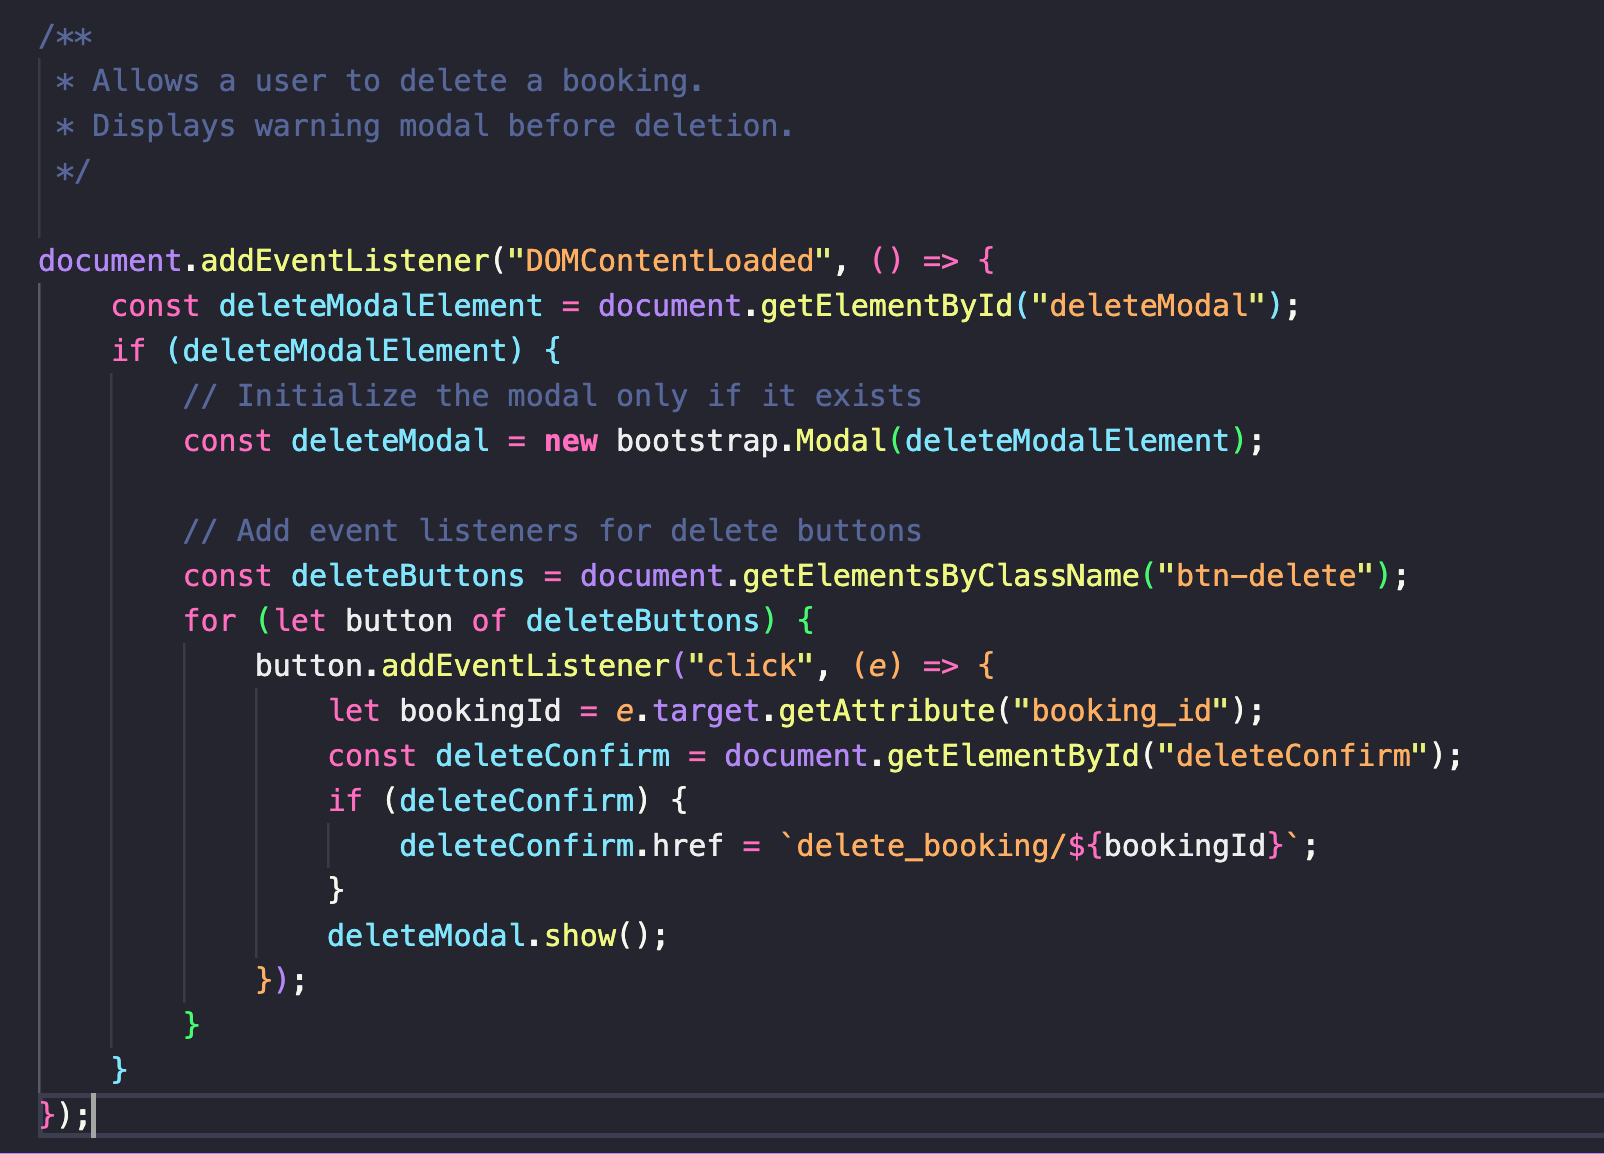 /**
 * Allows a user to delete a booking.
 * Displays warning modal before deletion.
 */

document.addEventListener("DOMContentLoaded", () => {
    const deleteModalElement = document.getElementById("deleteModal");
    if (deleteModalElement) {
        // Initialize the modal only if it exists
        const deleteModal = new bootstrap.Modal(deleteModalElement);

        // Add event listeners for delete buttons
        const deleteButtons = document.getElementsByClassName("btn-delete");
        for (let button of deleteButtons) {
            button.addEventListener("click", (e) => {
                let bookingId = e.target.getAttribute("booking_id");
                const deleteConfirm = document.getElementById("deleteConfirm");
                if (deleteConfirm) {
                    deleteConfirm.href = `delete_booking/${bookingId}`;
                }
                deleteModal.show();
            });
        }
    }
});